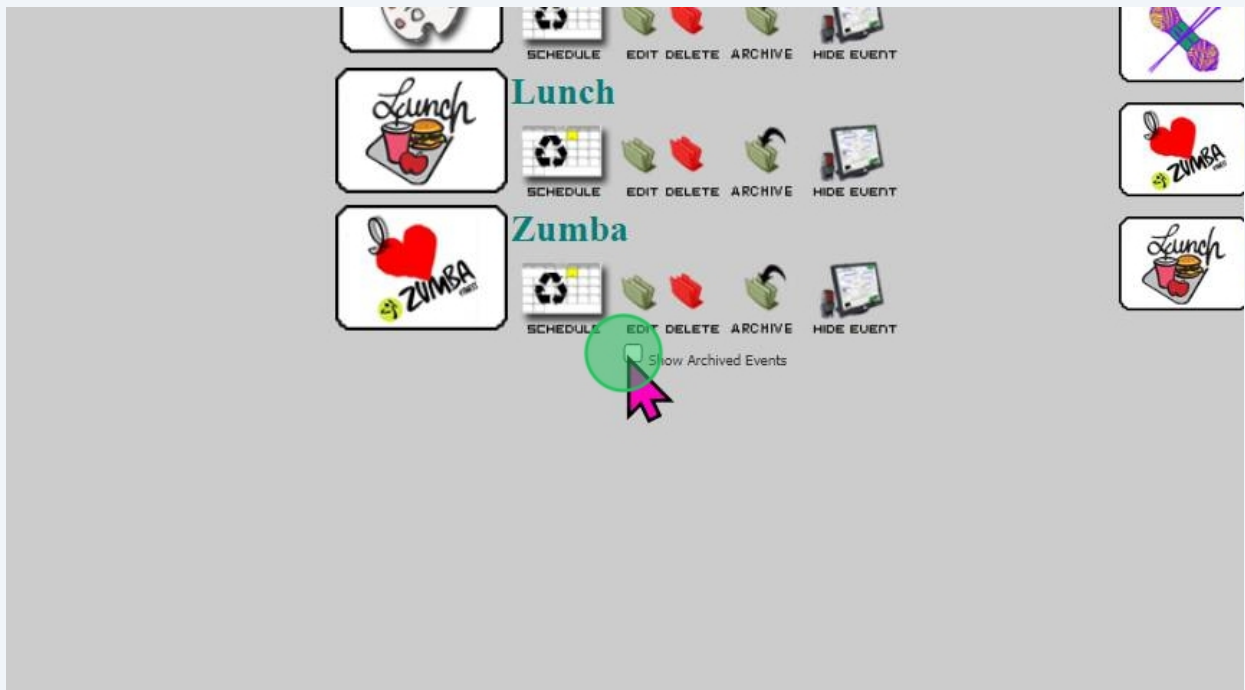 SCHEDULE EDIT DELETE ARCHIVE HIDE EVENT
Lunch
Lunch
SCHEDULE EDIT DELETE ARCHIVE HIDE EVENT
Zumba
I
ZUMBA
SCHEDULE EDIT DELETE ARCHIVE HIDE EVENT
Show Archived Events
I
ZUMBA
Lunch